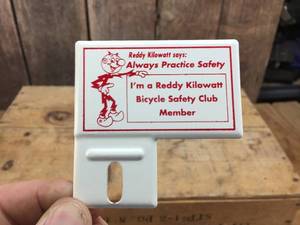 Reddy Kilowatt says:
Always Practice Safety
I'm a Reddy Kilowatt
Bicycle Safety Club
Member